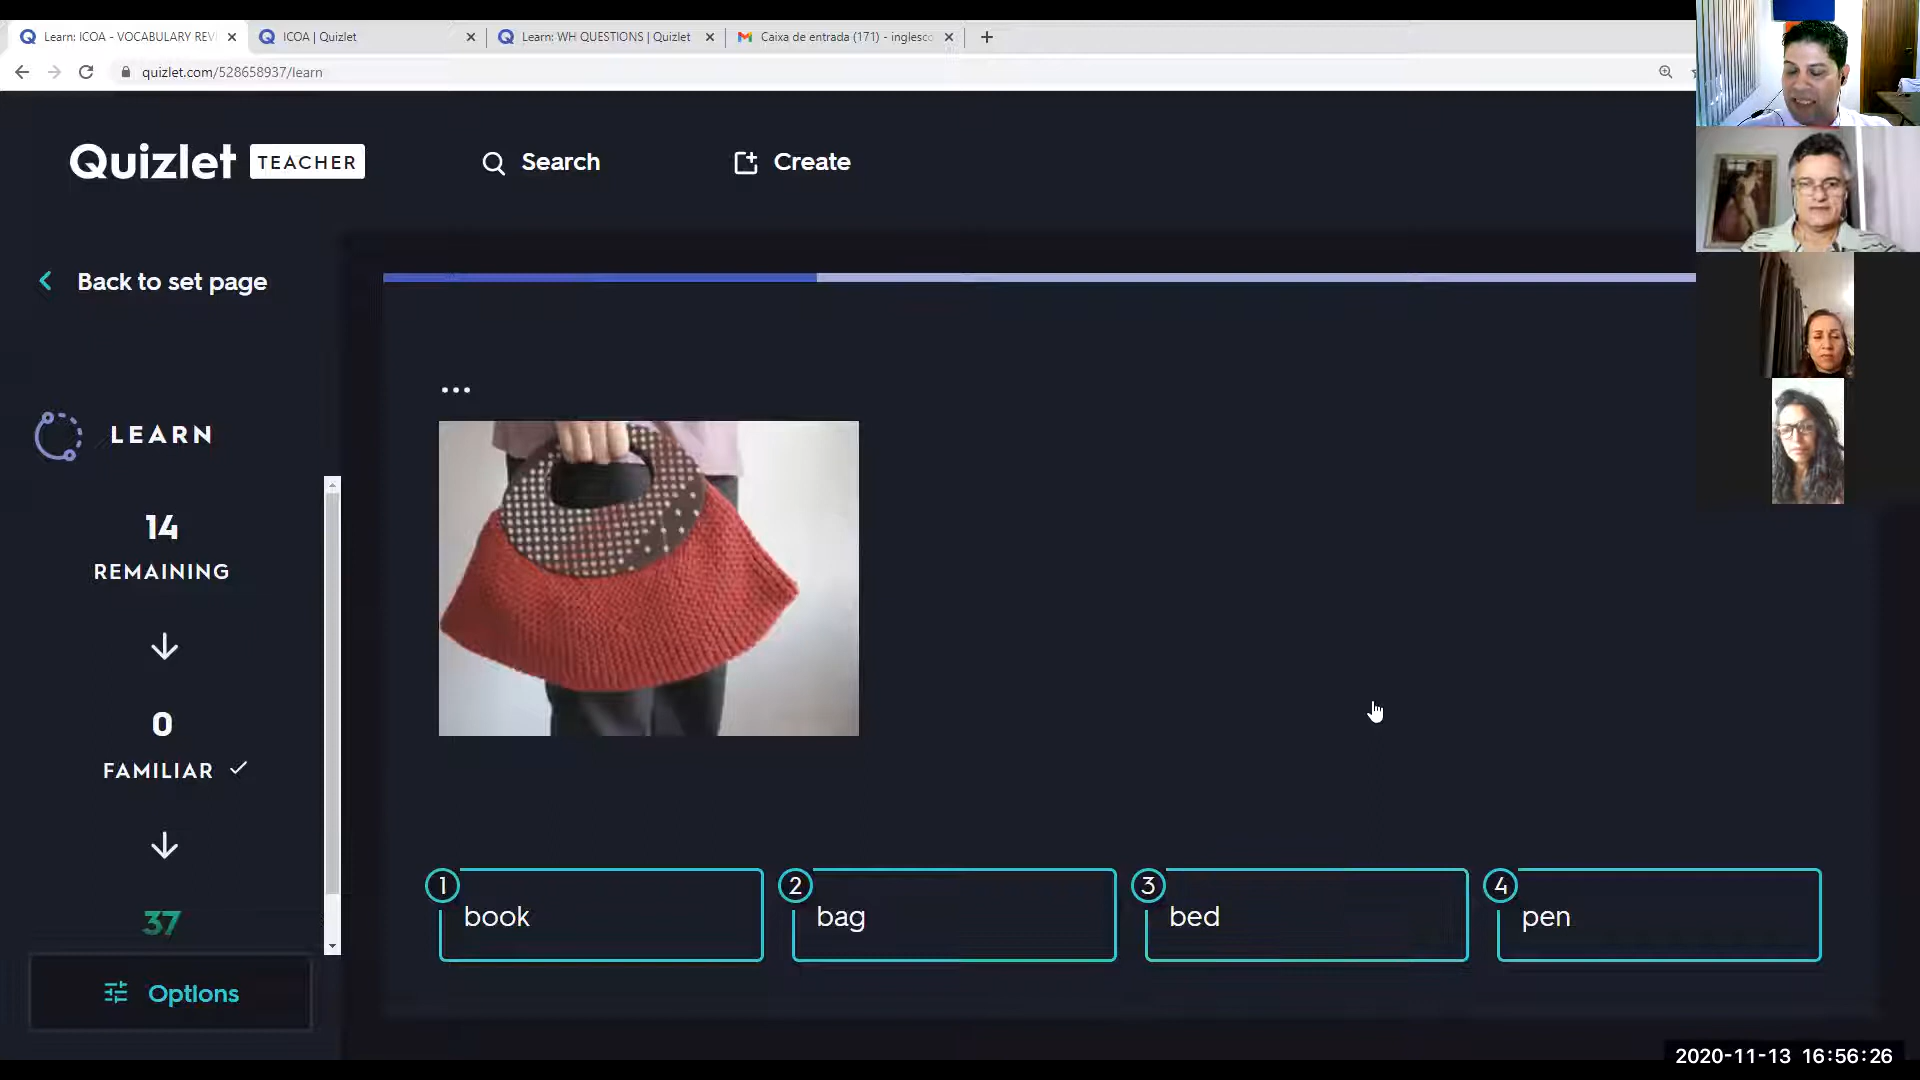 Learn: ICOA - VOCABULARY REV
ICOA | Quizlet
Learn: WH QUESTIONS | Quizlet
Caixa de entrada (171) - inglesco
quizlet.com/528658937/learn
Quizlet TEACHER
Search
Create
Back to set page
LEARN
14
REMAINING
0
FAMILIAR
37
Options
...
1 book
2 bag
3 bed
4 pen
2020-11-13 16:56:26